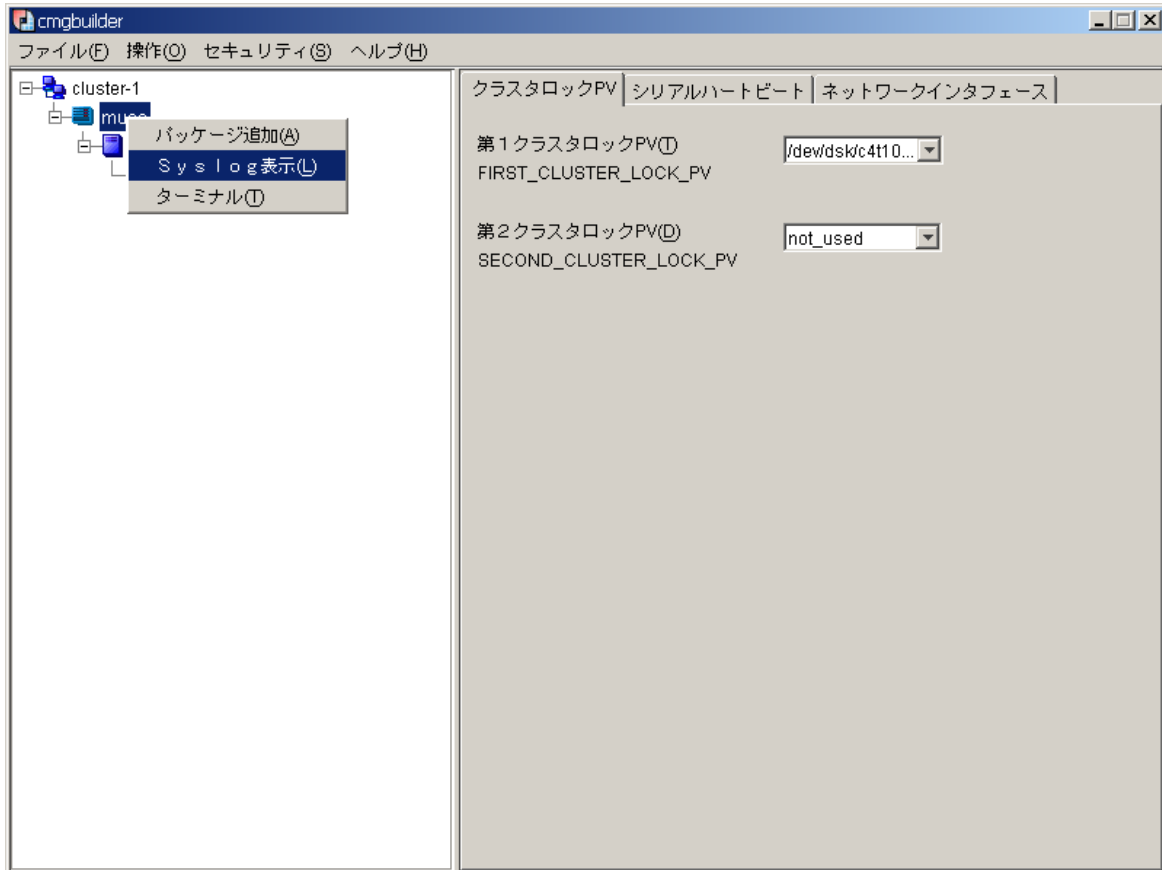 cmgbuilder
ファイル(F) 操作(O) セキュリティ(S) ヘルプ(H)
cluster-1
パッケージ追加(A)
Ｓｙｓｌｏｇ表示(L)
ターミナル(T)
クラスタロックPV シリアルハートビート ネットワークインタフェース
第1クラスタロックPV(T) /dev/dsk/c4t10...
FIRST_CLUSTER_LOCK_PV
第2クラスタロックPV(D) not_used
SECOND_CLUSTER_LOCK_PV